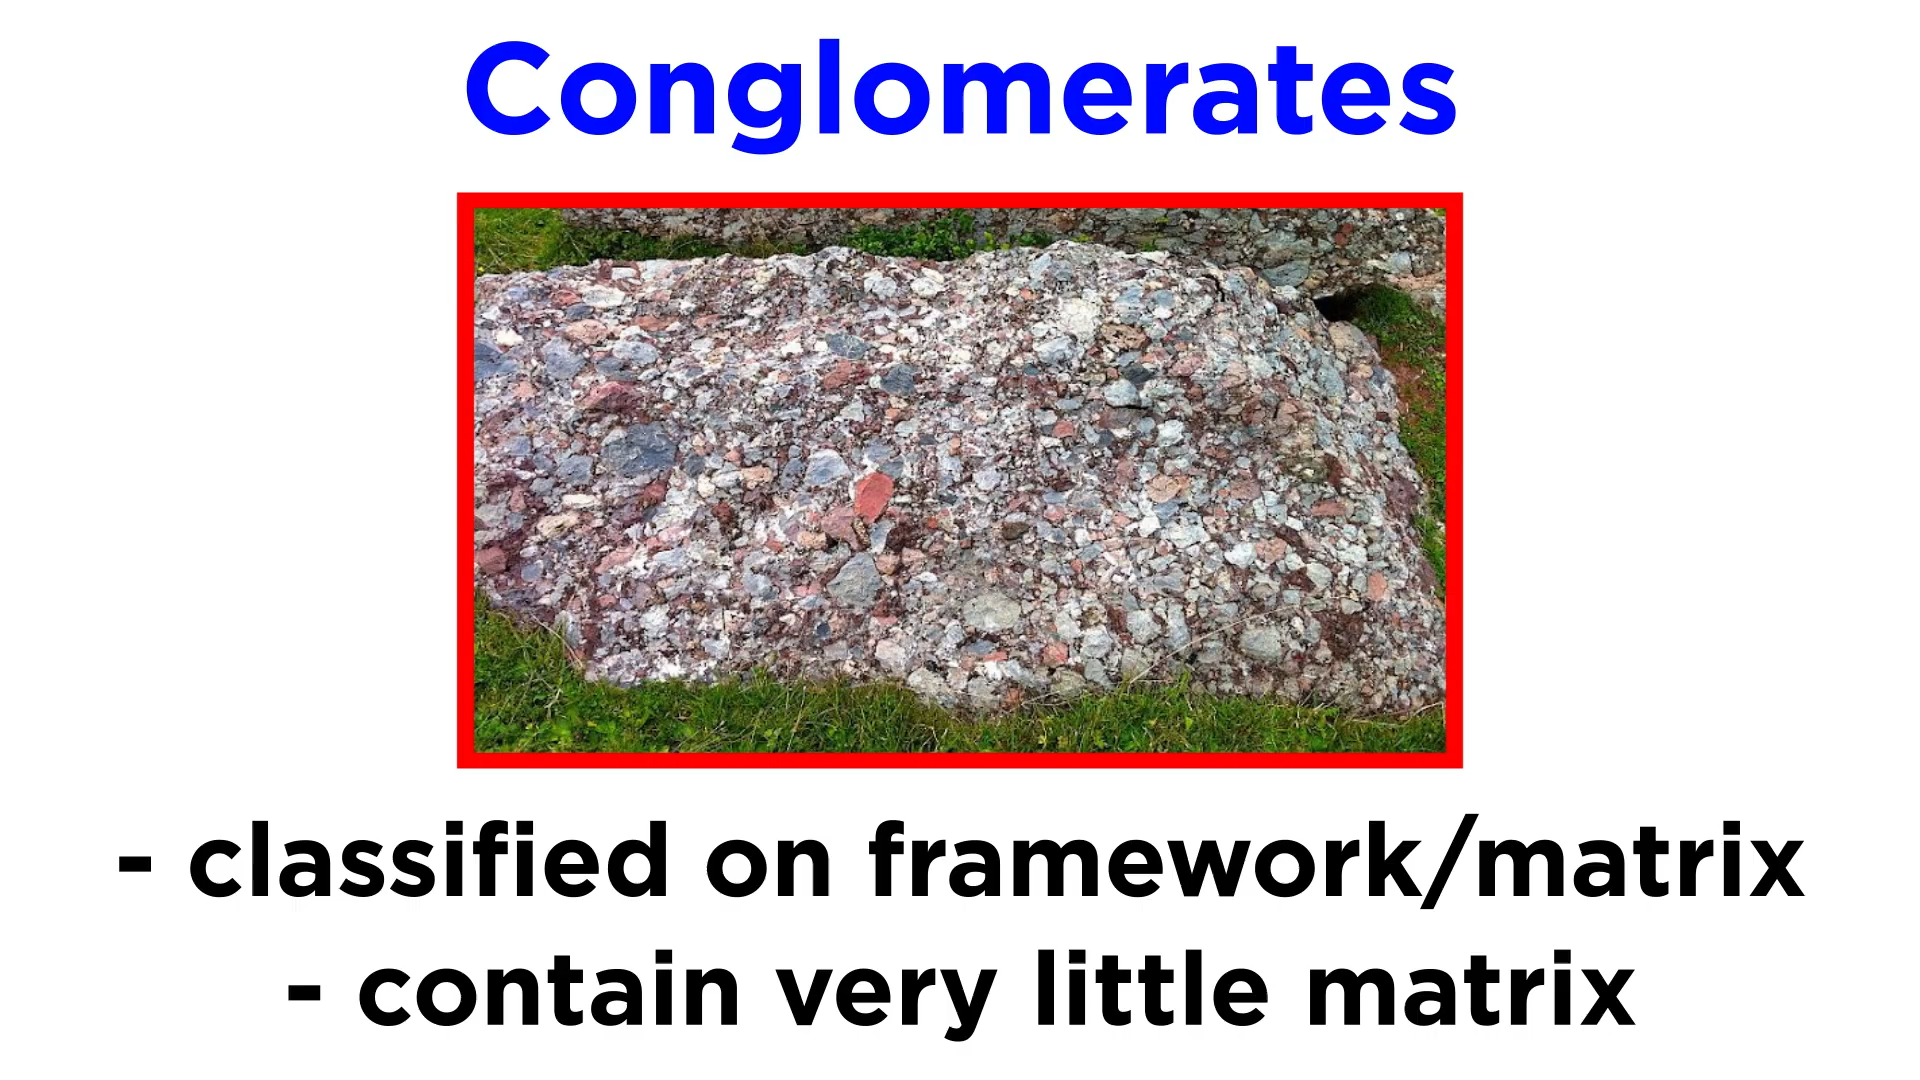 Conglomerates
- classified on framework/matrix
- contain very little matrix